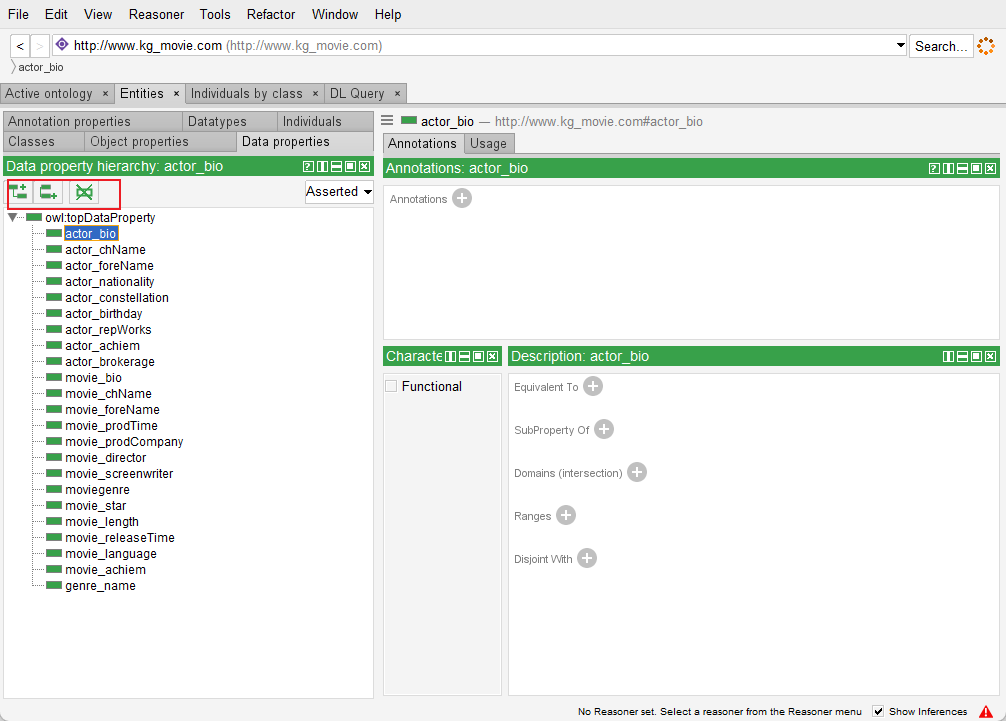 File Edit View Reasoner Tools Refactor Window Help
< > http://www.kg_movie.com (http://www.kg_movie.com) Search...
actor_bio
Active ontology × Entities × Individuals by class × DL Query ×
Annotation properties Datatypes Individuals
Classes Object properties Data properties
Data property hierarchy: actor_bio
Asserted
owl:topDataProperty
actor_bio
actor_chName
actor_foreName
actor_nationality
actor_constellation
actor_birthday
actor_repWorks
actor_achiem
actor_brokerage
movie_bio
movie_chName
movie_foreName
movie_prodTime
movie_prodCompany
movie_director
movie_screenwriter
moviegenre
movie_star
movie_length
movie_releaseTime
movie_language
movie_achiem
genre_name
actor_bio — http://www.kg_movie.com#actor_bio
Annotations Usage
Annotations: actor_bio
Annotations
Characte
Functional
Description: actor_bio
Equivalent To
SubProperty Of
Domains (intersection)
Ranges
Disjoint With
No Reasoner set. Select a reasoner from the Reasoner menu Show Inferences